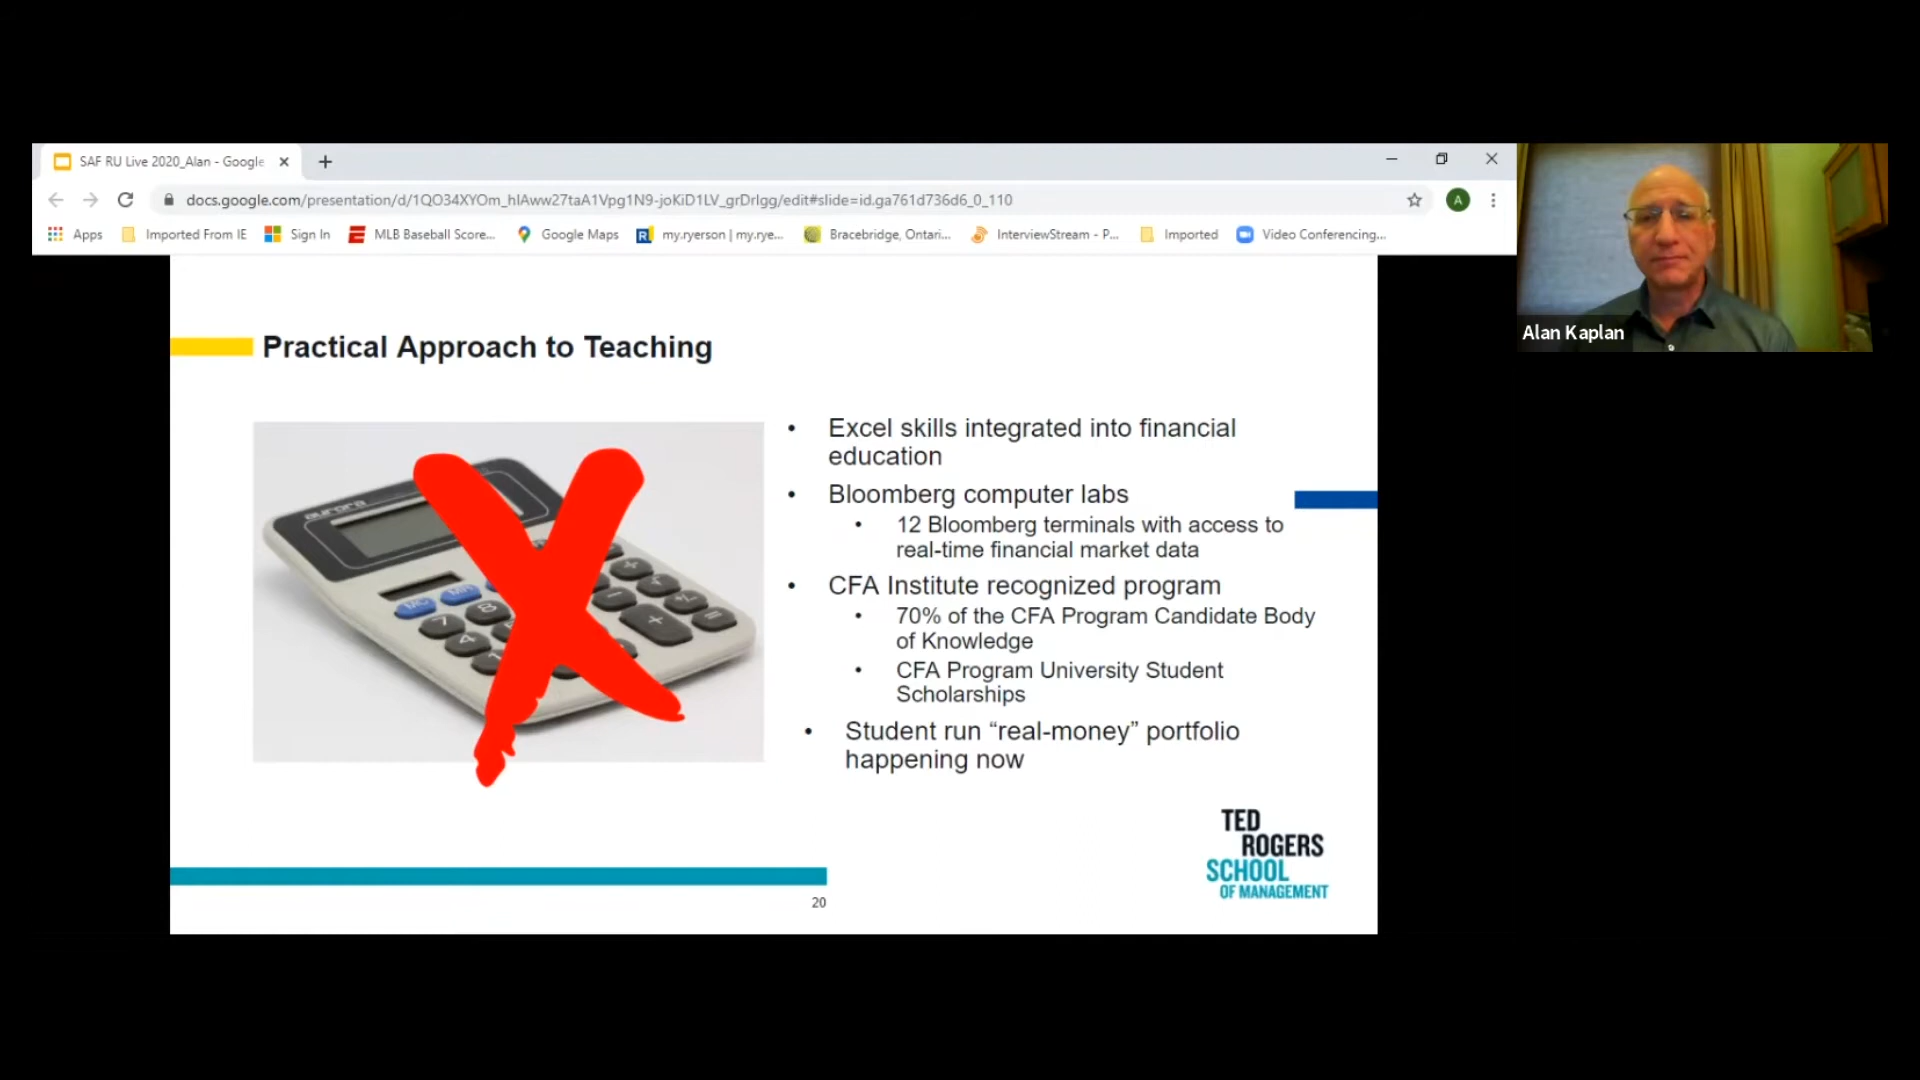 SAF RU Live 2020_Alan - Google
docs.google.com/presentation/d/1QO34XYOm_hIAww27taA1Vpg1N9-joKiD1LV_grDrIgg/edit#slide=id.ga761d736d6_0_110
A
Apps Imported From IE Sign In MLB Baseball Score... Google Maps my.ryerson | my.rye... Bracebridge, Ontari... InterviewStream - P... Imported Video Conferencing...
Alan Kaplan
Practical Approach to Teaching
aurora
• Excel skills integrated into financial
education
• Bloomberg computer labs
• 12 Bloomberg terminals with access to
real-time financial market data
• CFA Institute recognized program
• 70% of the CFA Program Candidate Body
of Knowledge
• CFA Program University Student
Scholarships
• Student run “real-money” portfolio
happening now
TED
ROGERS
SCHOOL
OF MANAGEMENT
20